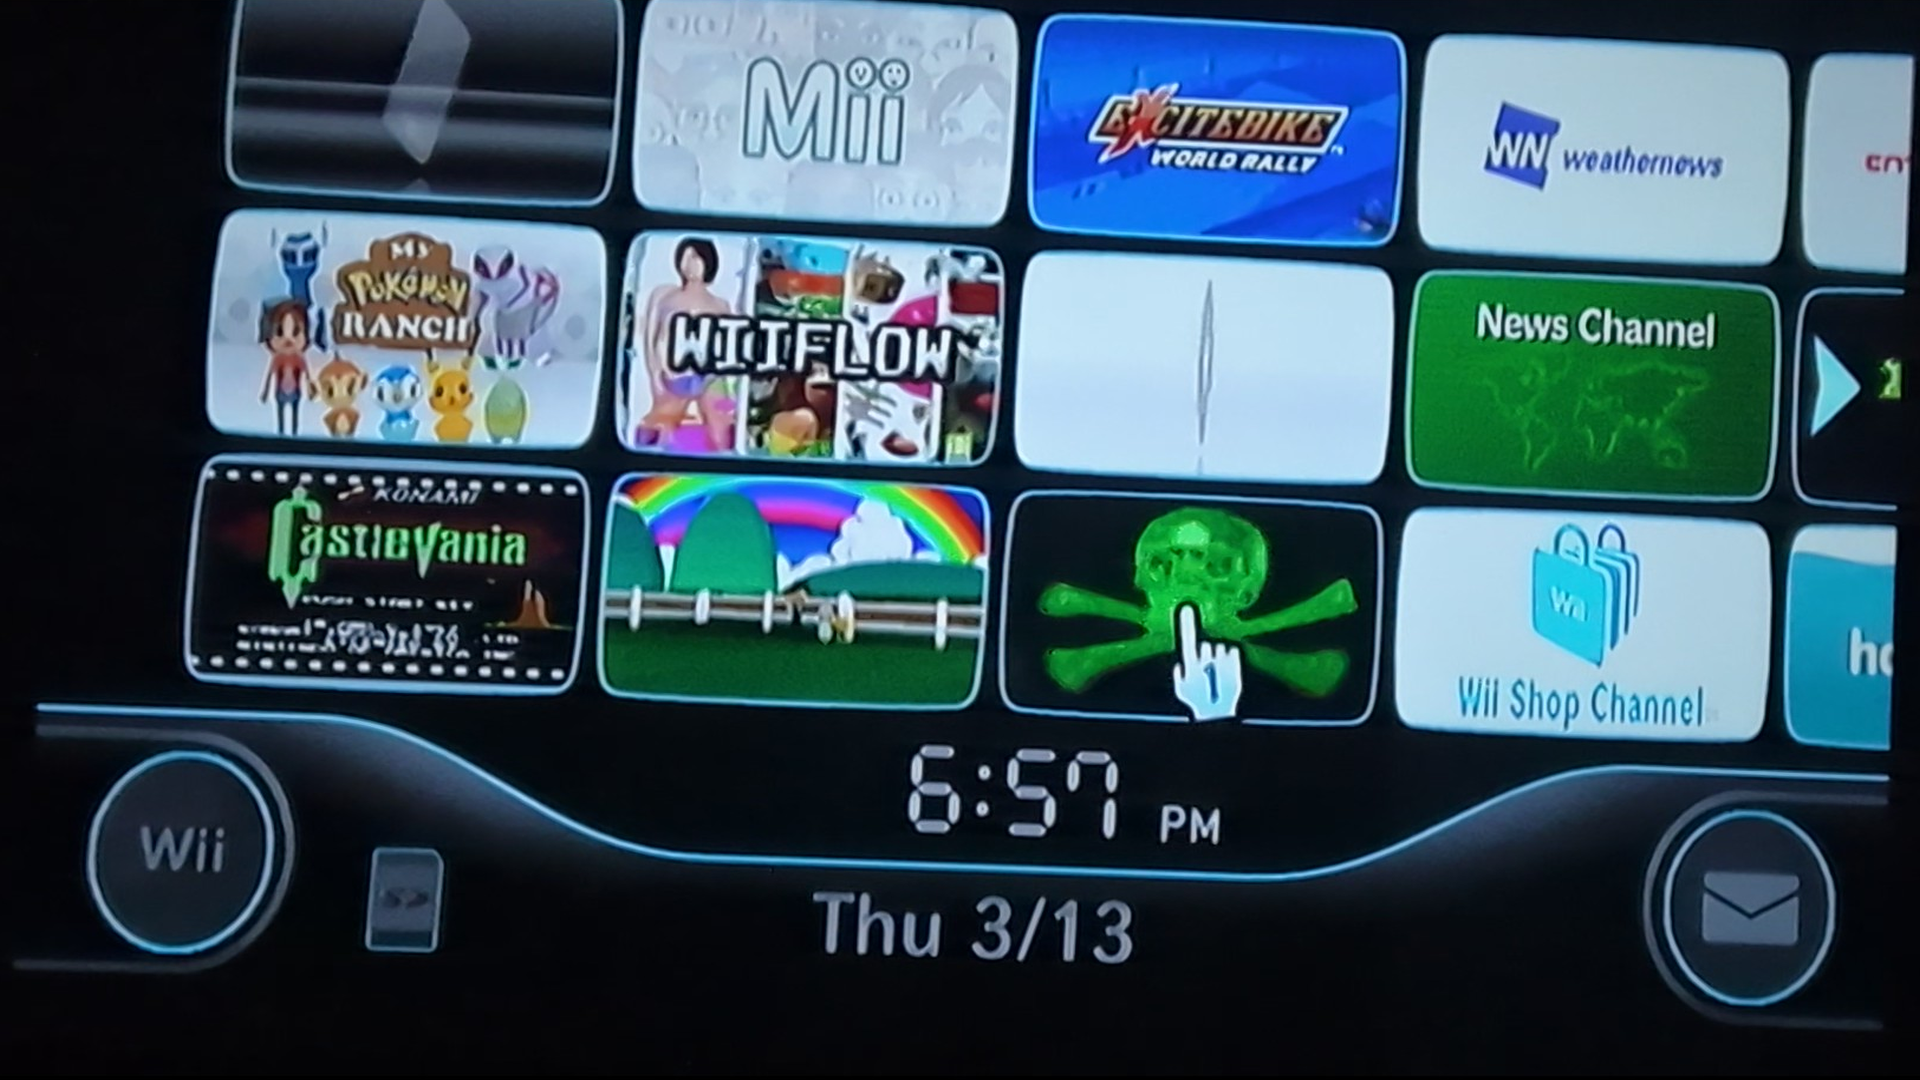 Mii
EXCITEBIKE
WORLD RALLY
WN weathernews
MY
POKéMON
RANCH
WIIFLOW
News Channel
KONAMI
Castlevania
Wii
Wii Shop Channel
6:57 PM
Wii
Thu 3/13
1